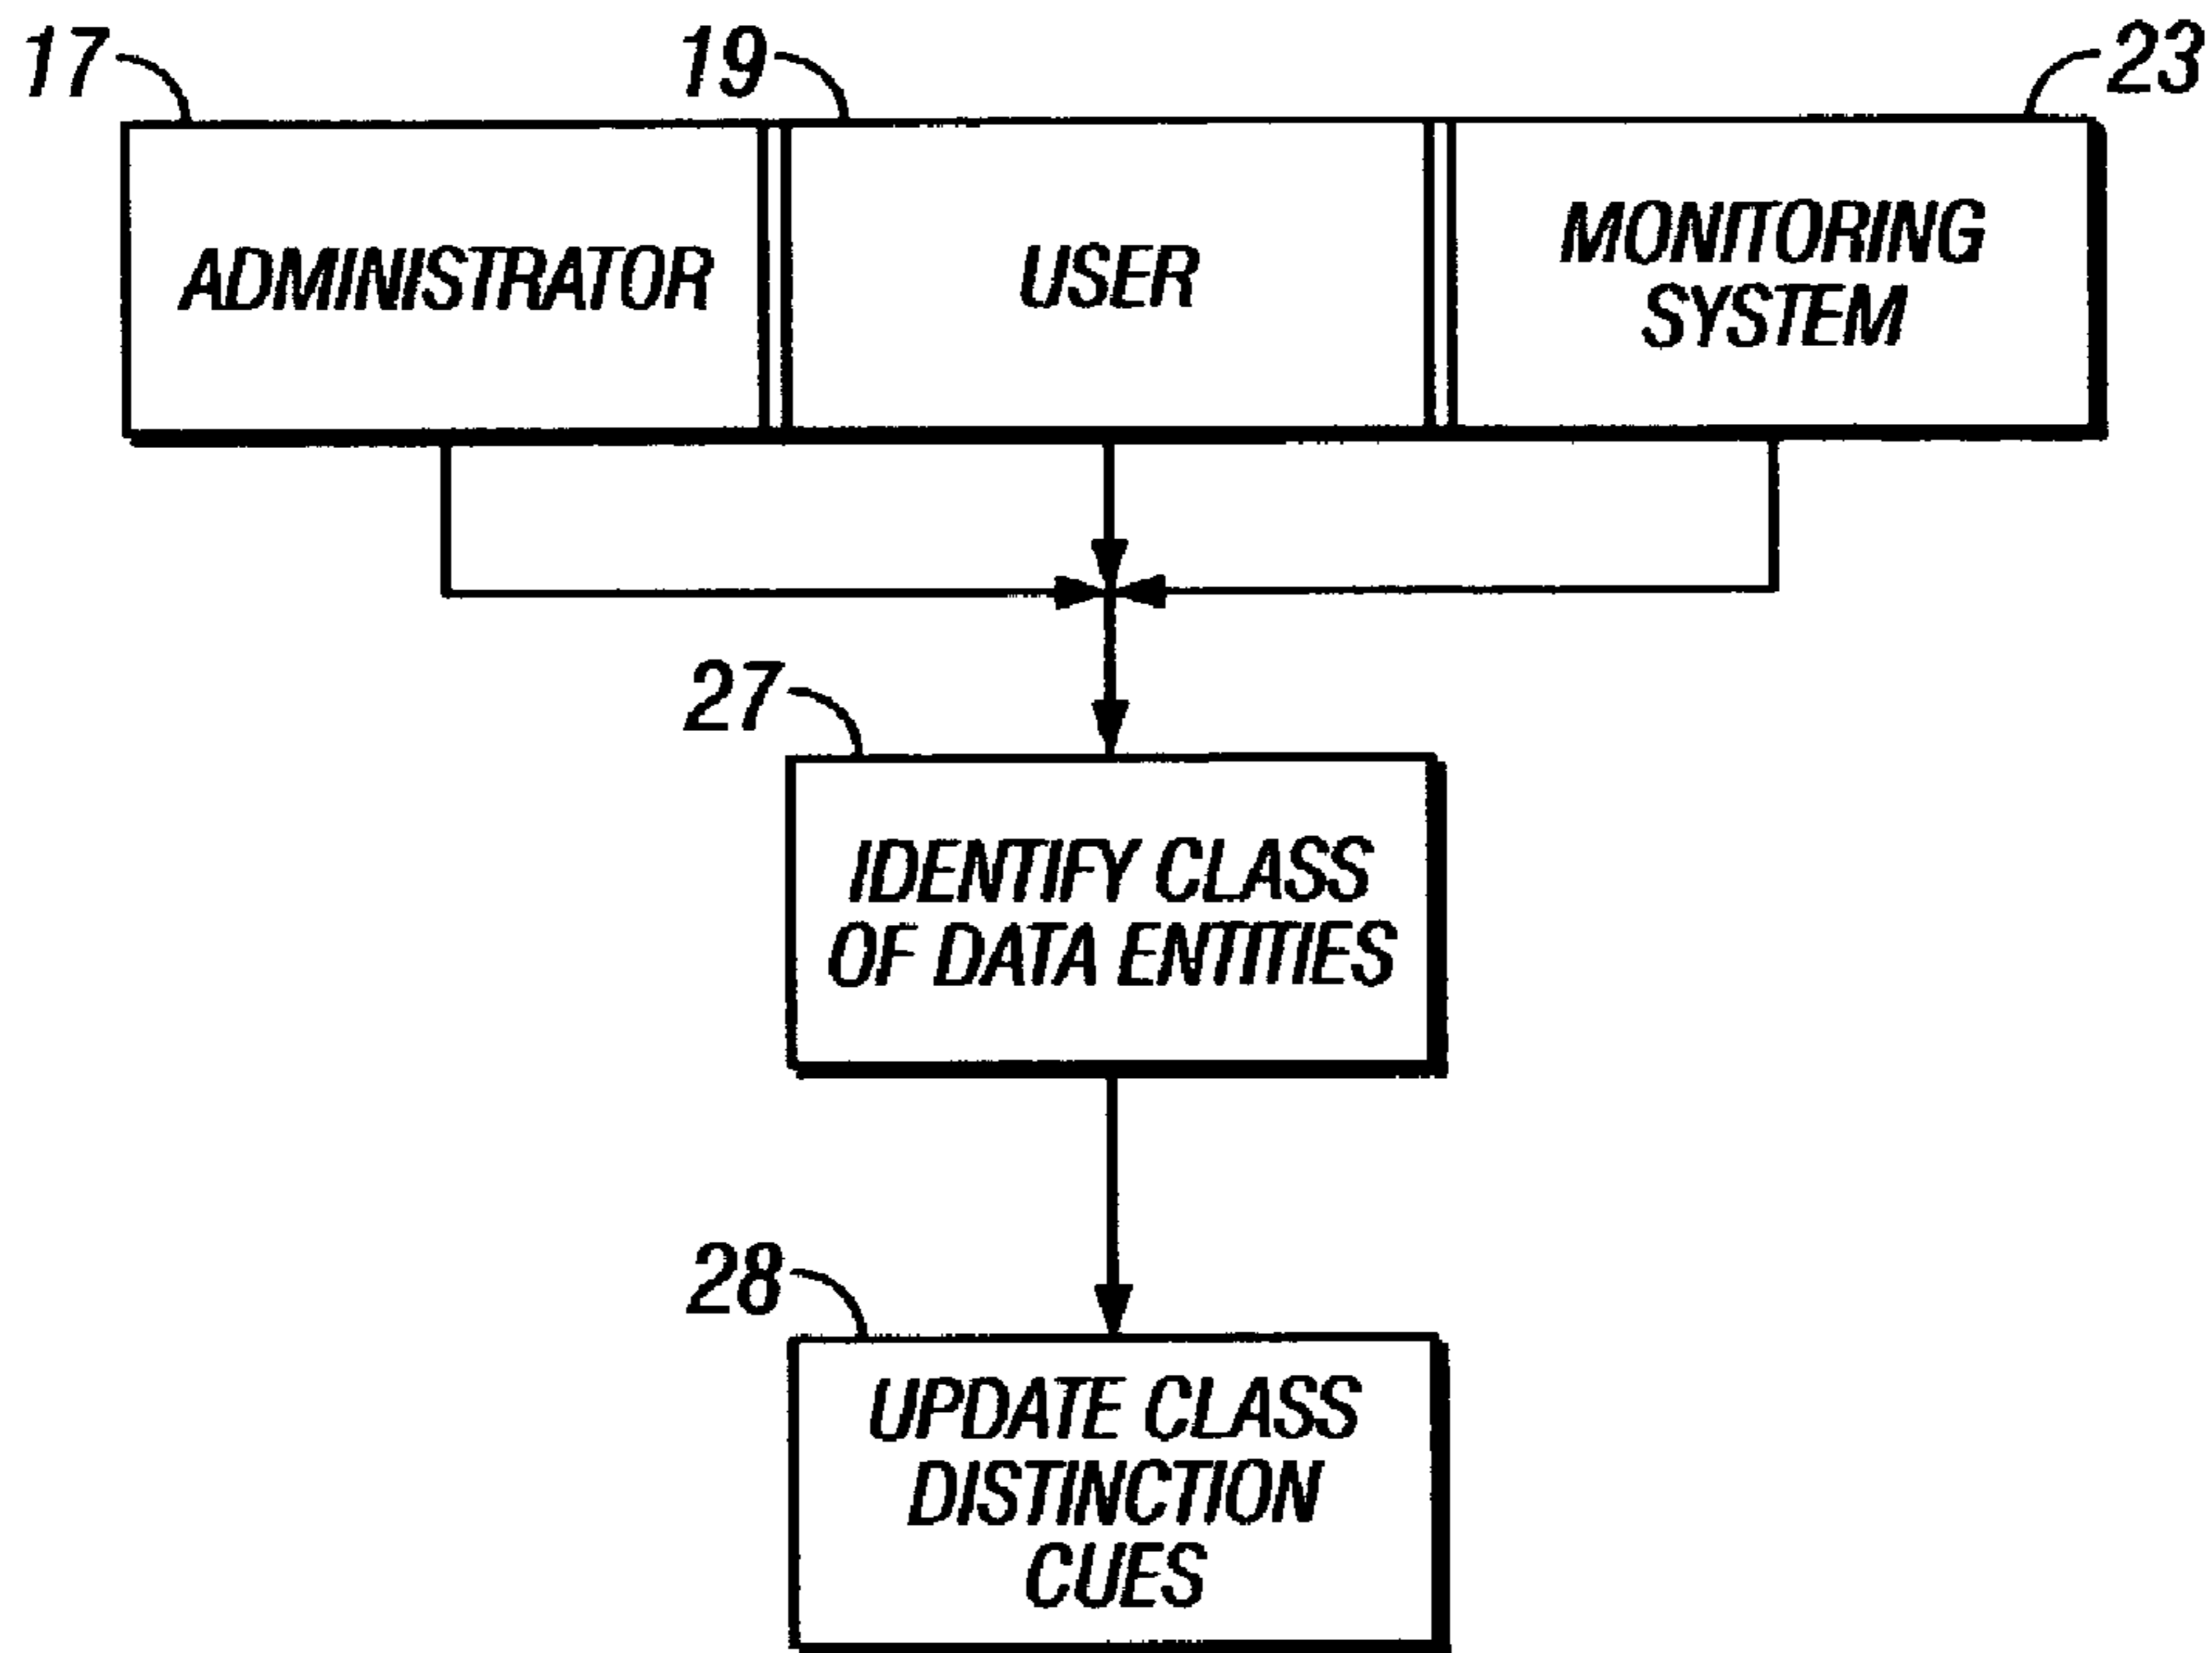 17
19
23
ADMINISTRATOR
USER
MONITORING
SYSTEM
27
IDENTIFY CLASS
OF DATA ENTITIES
28
UPDATE CLASS
DISTINCTION
CUES